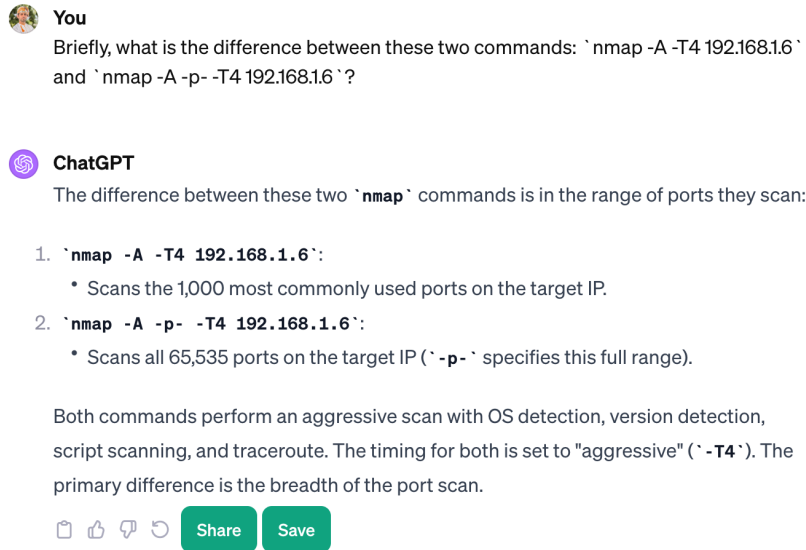 You
Briefly, what is the difference between these two commands: `nmap -A -T4 192.168.1.6`
and `nmap -A -p- -T4 192.168.1.6`?
ChatGPT
The difference between these two `nmap` commands is in the range of ports they scan:
1. `nmap -A -T4 192.168.1.6`:
• Scans the 1,000 most commonly used ports on the target IP.
2. `nmap -A -p- -T4 192.168.1.6`:
• Scans all 65,535 ports on the target IP (`-p-` specifies this full range).
Both commands perform an aggressive scan with OS detection, version detection,
script scanning, and traceroute. The timing for both is set to "aggressive" (`-T4`). The
primary difference is the breadth of the port scan.
Share Save